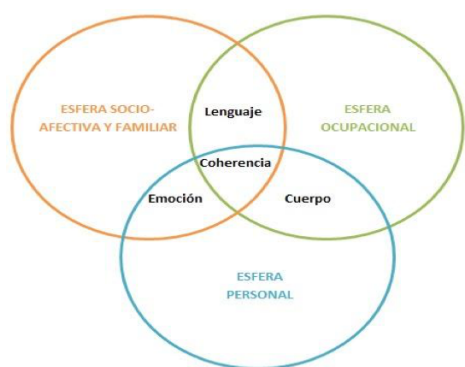 ESFERA SOCIO-
AFECTIVA Y FAMILIAR
Lenguaje
ESFERA
OCUPACIONAL
Coherencia
Emoción
Cuerpo
ESFERA
PERSONAL